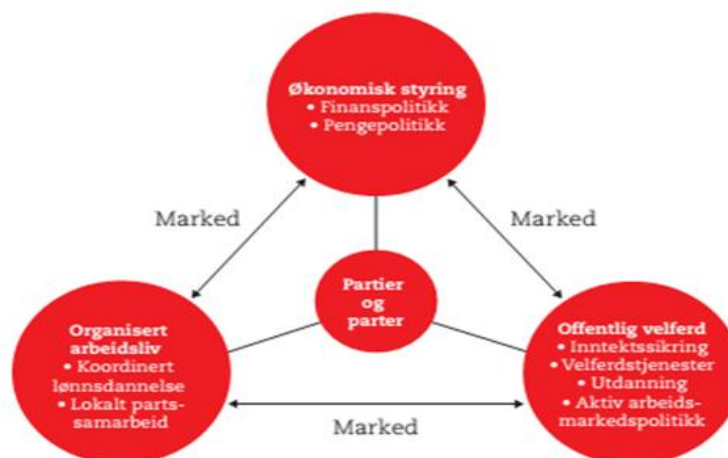 Økonomisk styring
• Finanspolitikk
• Pengepolitikk
Marked
Marked
Partier
og
parter
Organisert
arbeidsliv
• Koordinert
lønnsdannelse
• Lokalt parts-
samarbeid
Offentlig velferd
• Inntektssikring
• Velferdstjenester
• Utdanning
• Aktiv arbeids-
markedspolitikk
Marked